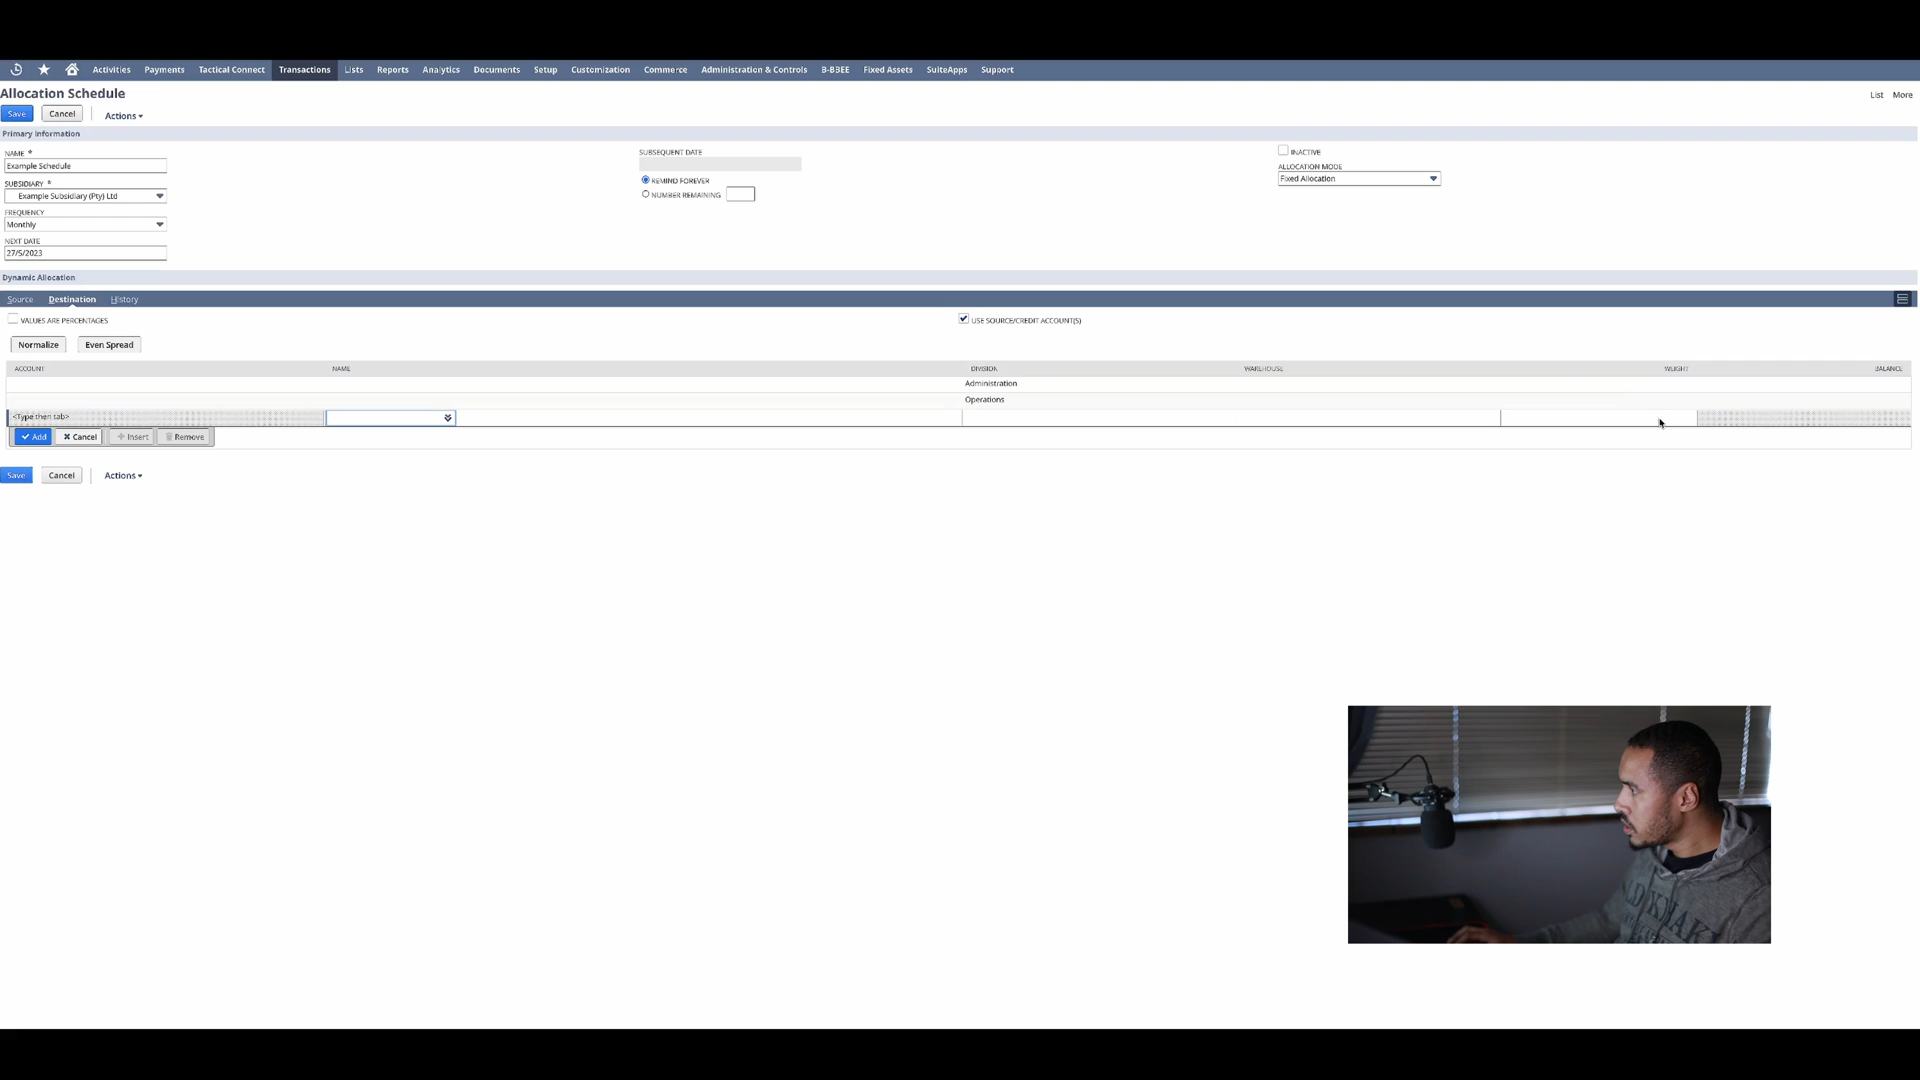 Activities Payments Tactical Connect Transactions Lists Reports Analytics Documents Setup Customization Commerce Administration & Controls B-BBEE Fixed Assets SuiteApps Support
Allocation Schedule
List More
Save Cancel Actions
Primary Information
NAME *
Example Schedule
SUBSIDIARY *
Example Subsidiary (Pty) Ltd
FREQUENCY
Monthly
NEXT DATE
27/5/2023
SUBSEQUENT DATE
REMIND FOREVER
NUMBER REMAINING
INACTIVE
ALLOCATION MODE
Fixed Allocation
Dynamic Allocation
Source Destination History
VALUES ARE PERCENTAGES USE SOURCE/CREDIT ACCOUNT(S)
Normalize Even Spread
ACCOUNT NAME DIVISION WAREHOUSE WEIGHT BALANCE
Administration
Operations
<Type then tab>
Add Cancel Insert Remove
Save Cancel Actions